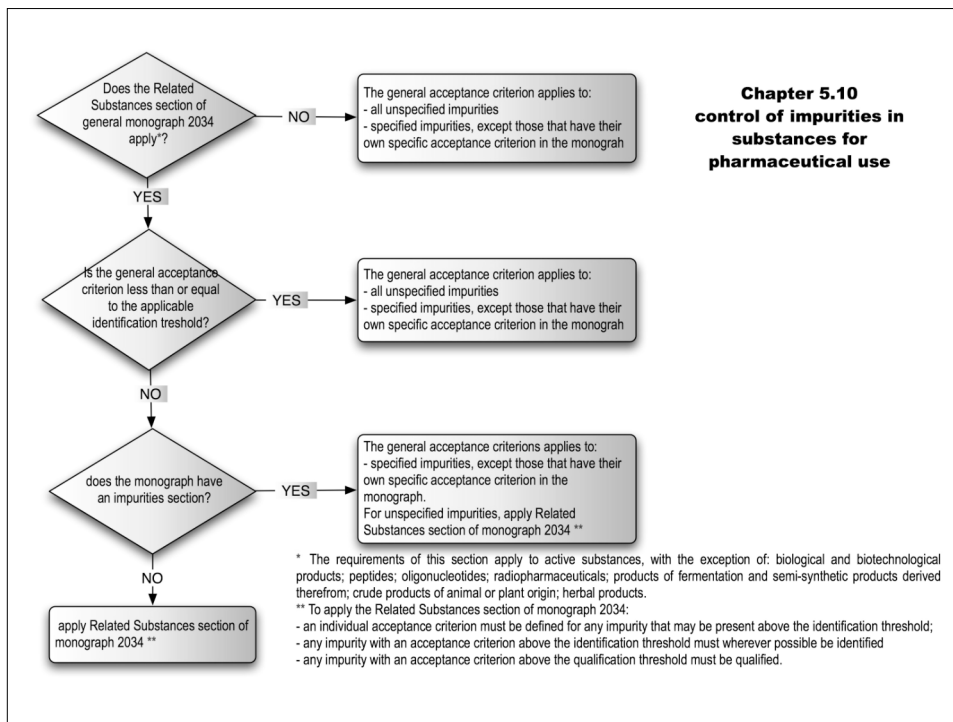 Chapter 5.10
control of impurities in
substances for
pharmaceutical use
Does the Related
Substances section of
general monograph 2034
apply*?
NO
The general acceptance criterion applies to:
- all unspecified impurities
- specified impurities, except those that have their
own specific acceptance criterion in the monograh
YES
Is the general acceptance
criterion less than or equal
to the applicable
identification treshold?
YES
The general acceptance criterion applies to:
- all unspecified impurities
- specified impurities, except those that have their
own specific acceptance criterion in the monograh
NO
does the monograph have
an impurities section?
YES
The general acceptance criterions applies to:
- specified impurities, except those that have their
own specific acceptance criterion in the
monograph.
For unspecified impurities, apply Related
Substances section of monograph 2034 **
NO
apply Related Substances section of
monograph 2034 **
* The requirements of this section apply to active substances, with the exception of: biological and biotechnological
products; peptides; oligonucleotides; radiopharmaceuticals; products of fermentation and semi-synthetic products derived
therefrom; crude products of animal or plant origin; herbal products.
** To apply the Related Substances section of monograph 2034:
- an individual acceptance criterion must be defined for any impurity that may be present above the identification threshold;
- any impurity with an acceptance criterion above the identification threshold must wherever possible be identified
- any impurity with an acceptance criterion above the qualification threshold must be qualified.